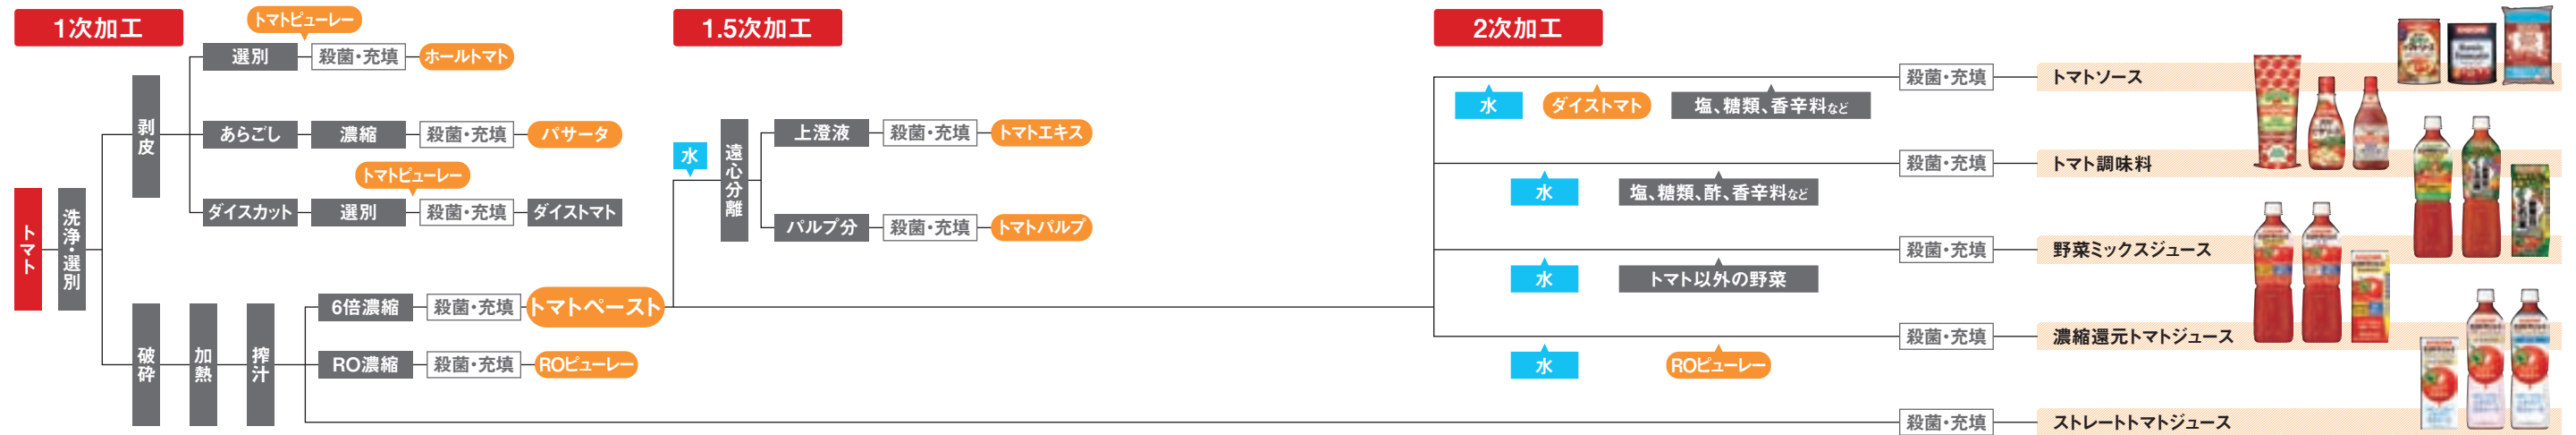 1次加工
1.5次加工
2次加工
トマト
洗浄・選別
剥皮
トマトピューレー
選別
殺菌・充填
ホールトマト
あらごし
濃縮
殺菌・充填
パサータ
トマトピューレー
ダイスカット
選別
殺菌・充填
ダイストマト
破砕
加熱
搾汁
6倍濃縮
殺菌・充填
トマトペースト
RO濃縮
殺菌・充填
ROピューレー
水
遠心分離
上澄液
殺菌・充填
トマトエキス
パルプ分
殺菌・充填
トマトパルプ
水
ダイストマト
塩、糖類、香辛料など
殺菌・充填
トマトソース
水
塩、糖類、酢、香辛料など
殺菌・充填
トマト調味料
水
トマト以外の野菜
殺菌・充填
野菜ミックスジュース
水
ROピューレー
殺菌・充填
濃縮還元トマトジュース
殺菌・充填
ストレートトマトジュース